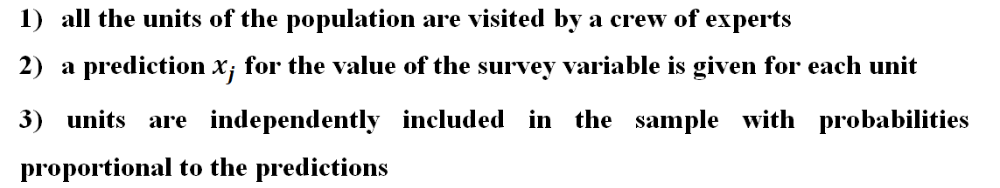 1) all the units of the population are visited by a crew of experts
2) a prediction xⱼ for the value of the survey variable is given for each unit
3) units are independently included in the sample with probabilities
proportional to the predictions